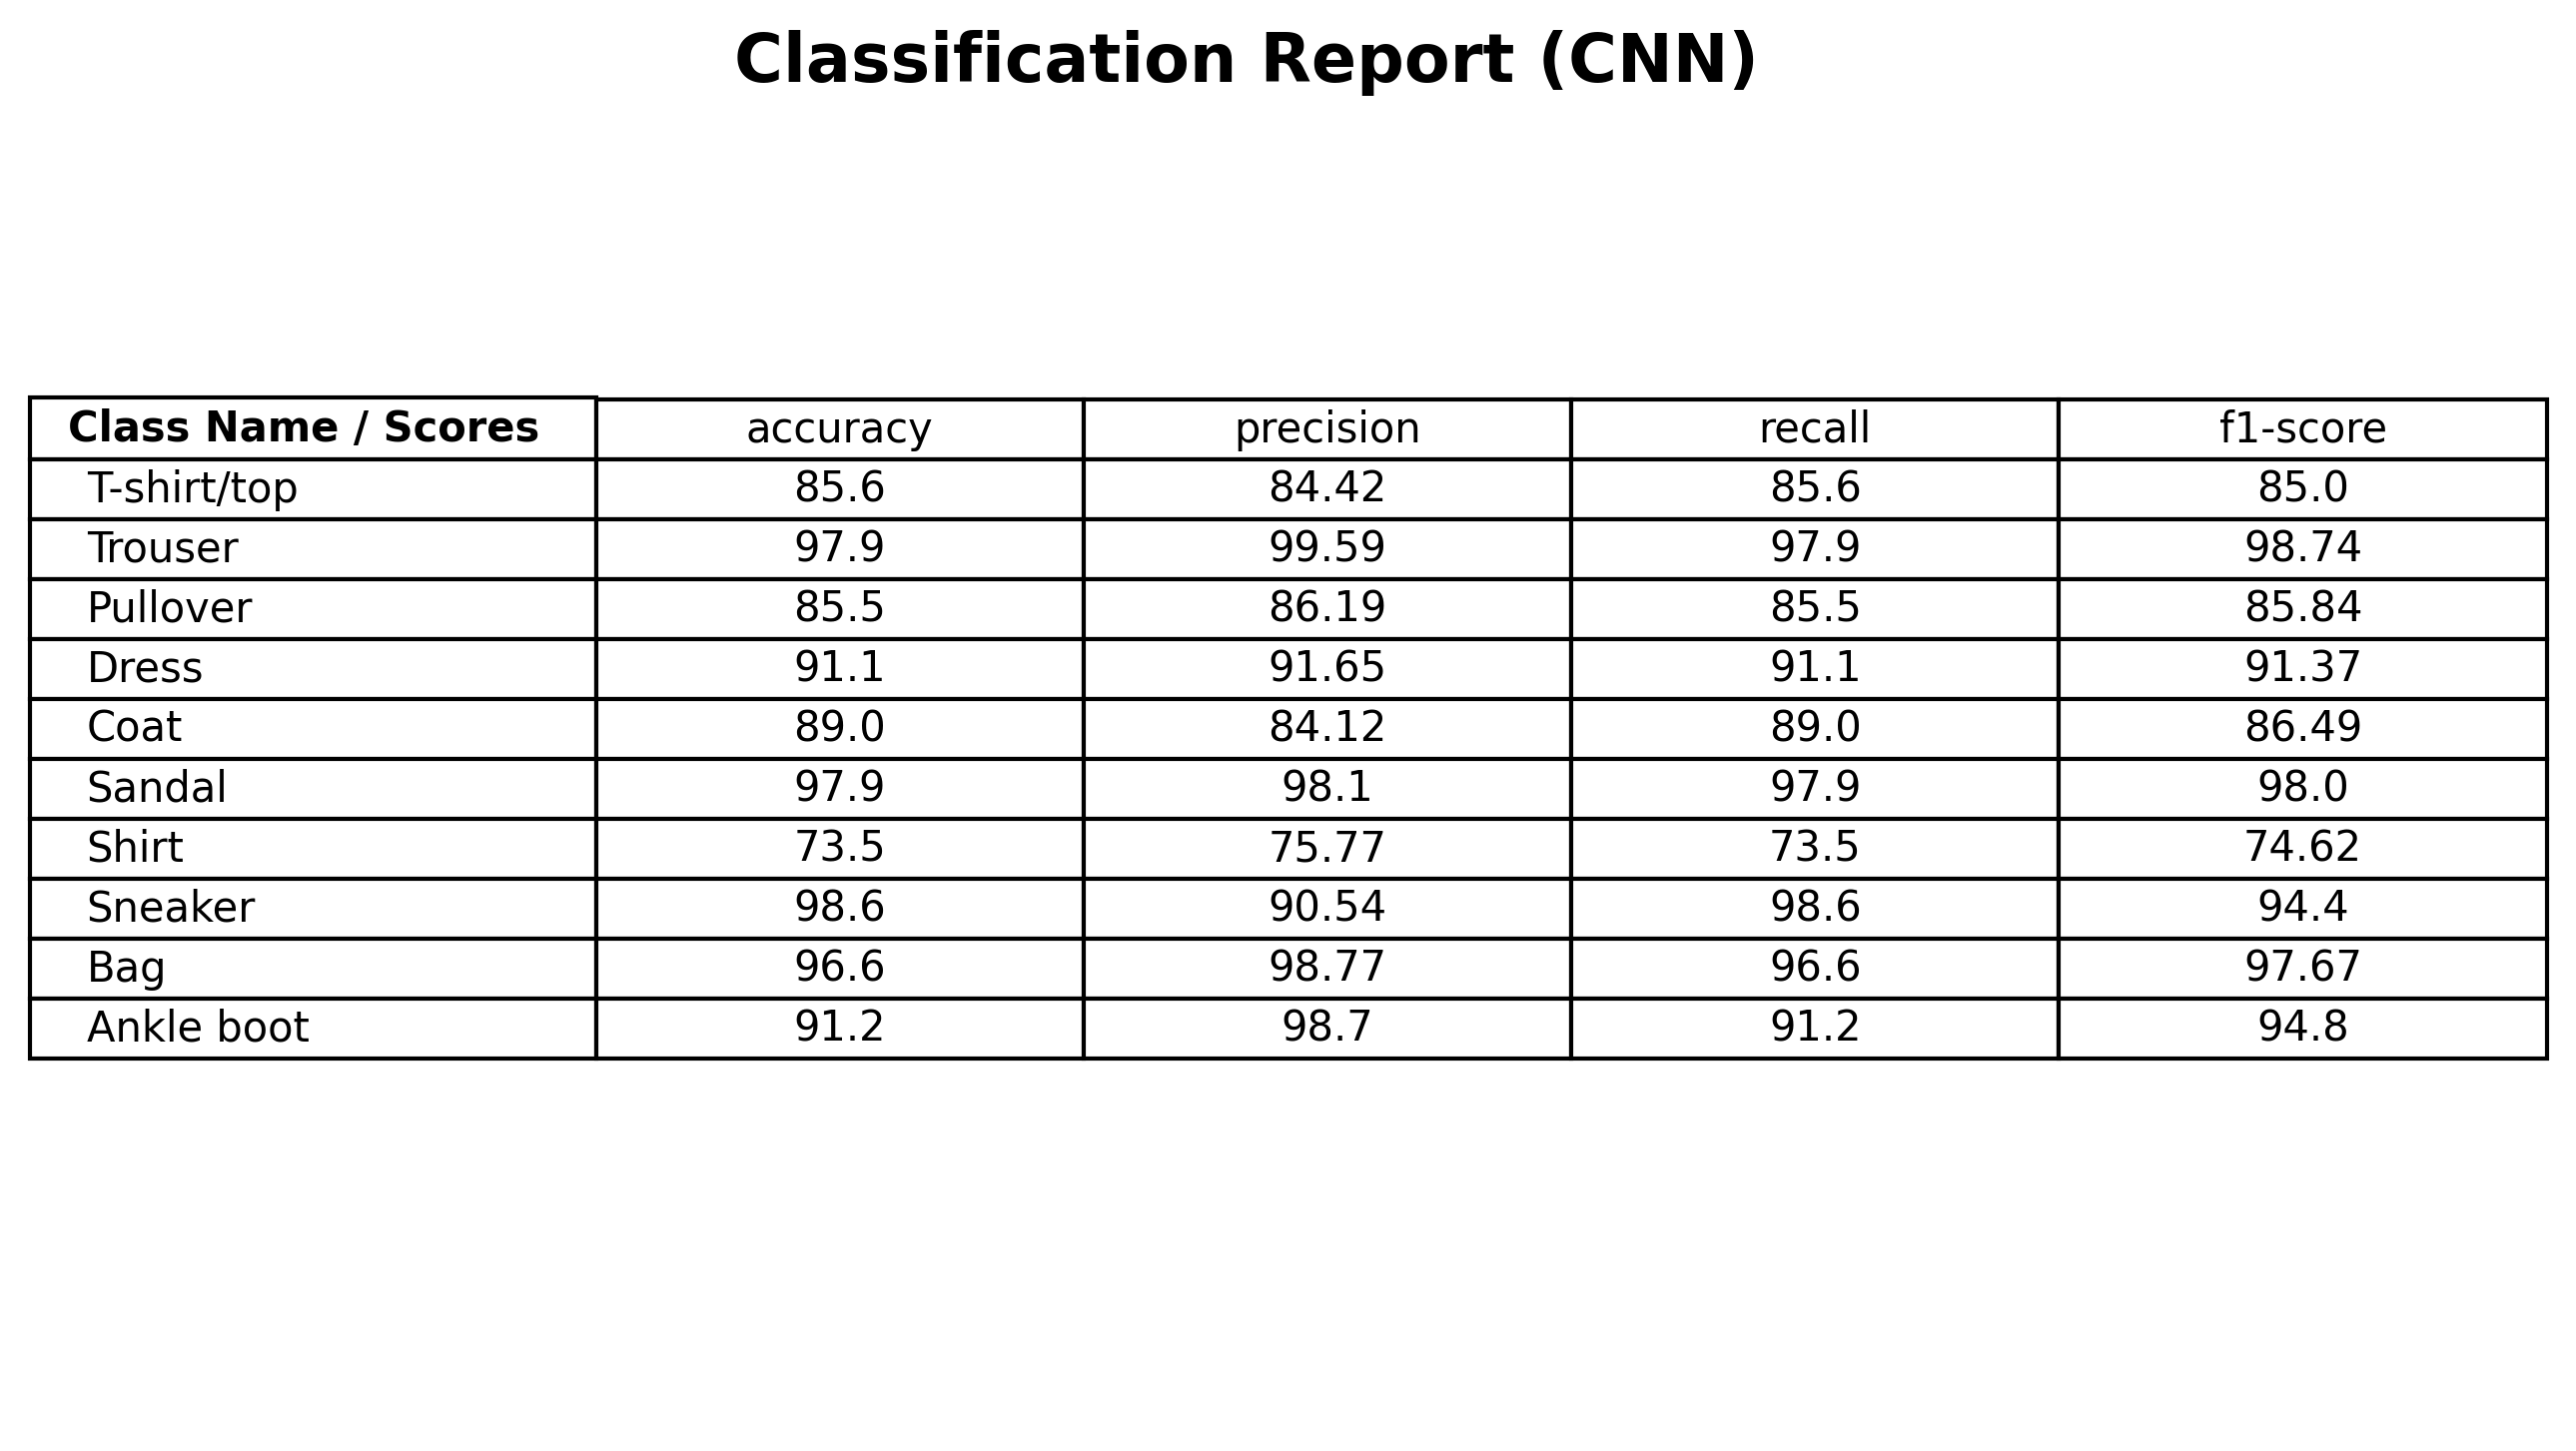 Classification Report (CNN)
Class Name / Scores accuracy precision recall f1-score
T-shirt/top 85.6 84.42 85.6 85.0
Trouser 97.9 99.59 97.9 98.74
Pullover 85.5 86.19 85.5 85.84
Dress 91.1 91.65 91.1 91.37
Coat 89.0 84.12 89.0 86.49
Sandal 97.9 98.1 97.9 98.0
Shirt 73.5 75.77 73.5 74.62
Sneaker 98.6 90.54 98.6 94.4
Bag 96.6 98.77 96.6 97.67
Ankle boot 91.2 98.7 91.2 94.8